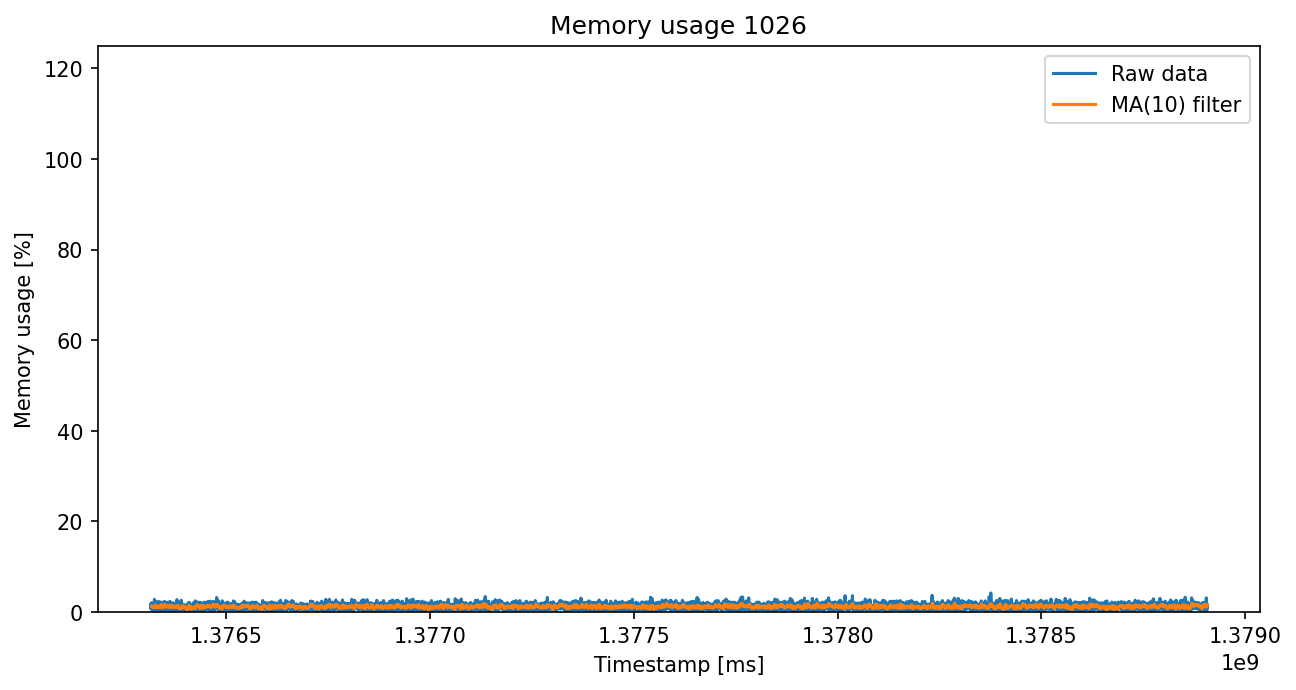 Memory usage 1026
Raw data
MA(10) filter
Memory usage [%]
120
100
80
60
40
20
0
1.3765 1.3770 1.3775 1.3780 1.3785 1.3790
1e9
Timestamp [ms]